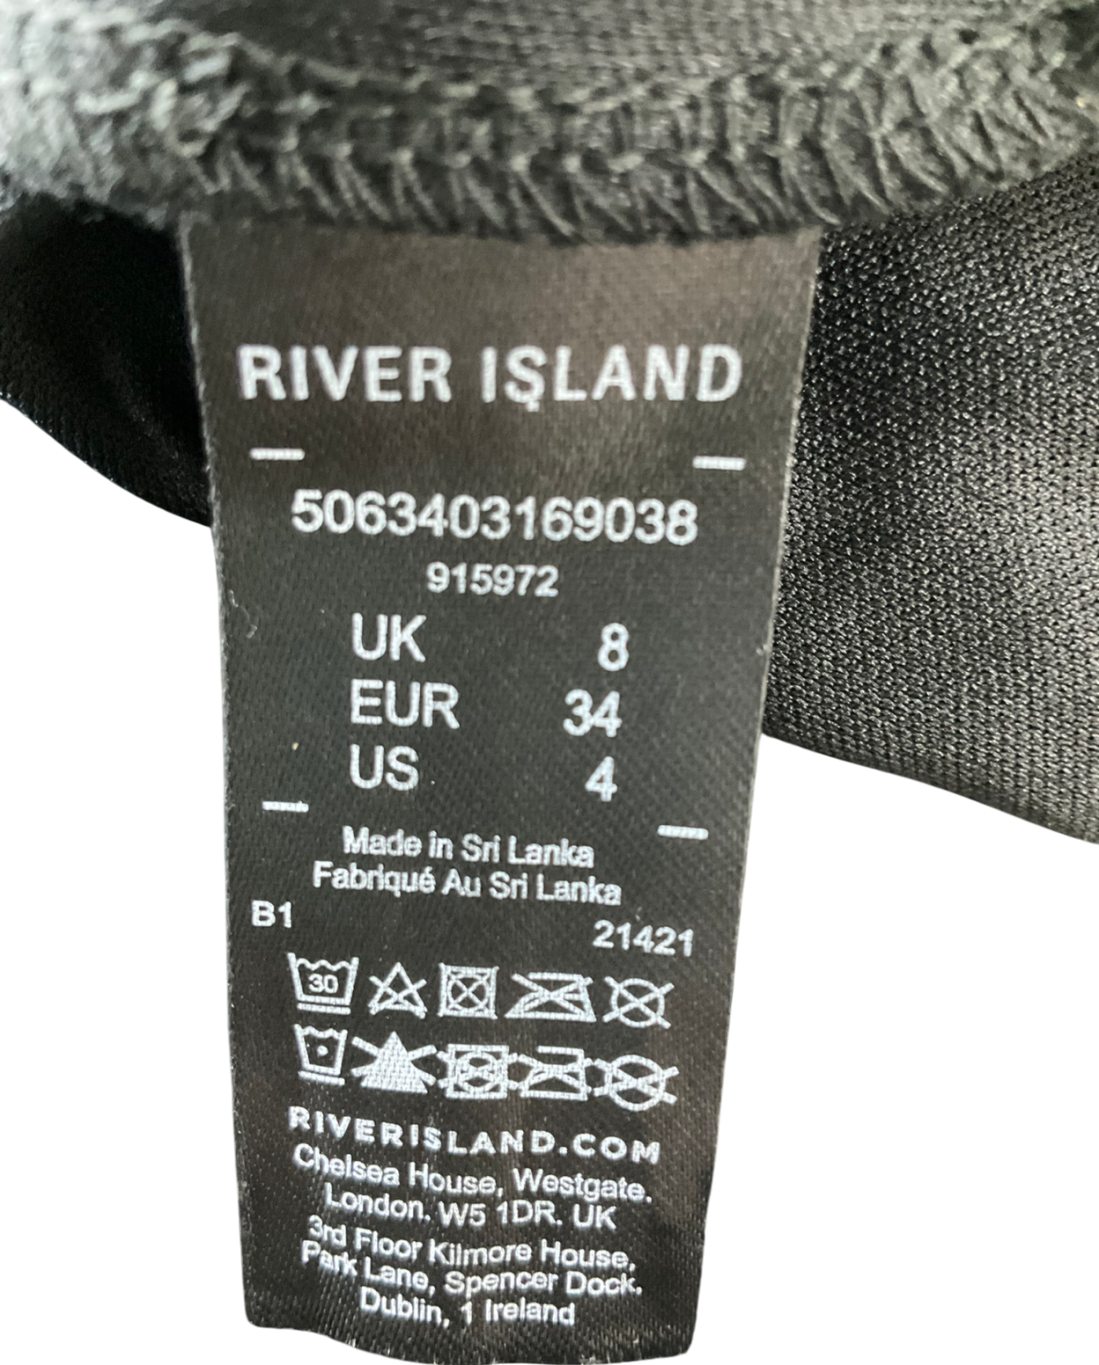 RIVER ISLAND
5063403169038
915972
UK 8
EUR 34
US 4
Made in Sri Lanka
Fabriqué Au Sri Lanka
B1 21421
30
RIVERISLAND.COM
Chelsea House, Westgate.
London. W5 1DR. UK
3rd Floor Kilmore House,
Park Lane, Spencer Dock,
Dublin, 1 Ireland